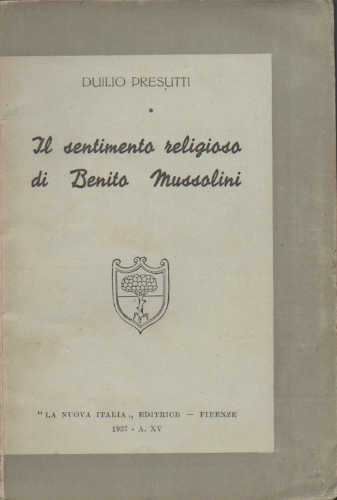 DUILIO PRESUTTI
Il sentimento religioso
di Benito Mussolini
"LA NUOVA ITALIA„ EDITRICE — FIRENZE
1937 - A. XV